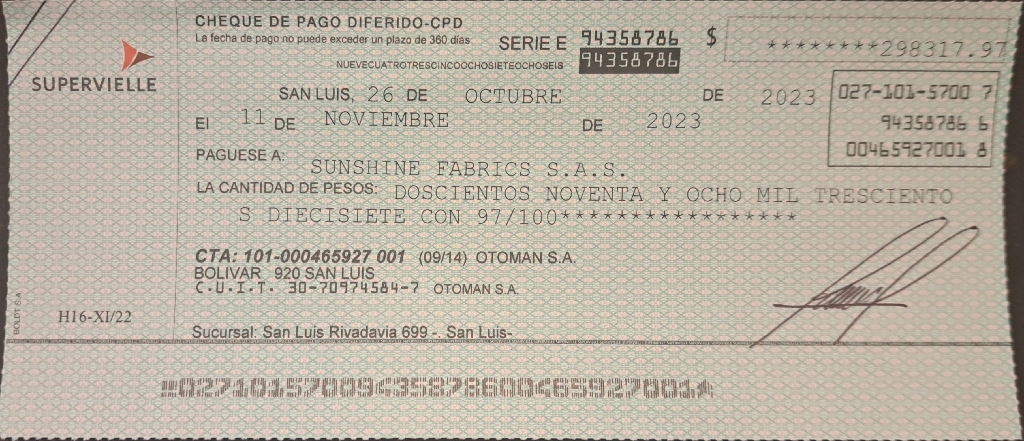 CHEQUE DE PAGO DIFERIDO-CPD
La fecha de pago no puede exceder un plazo de 360 días
SERIE E 94358786 $ ********298317.97
94358786
NUEVECUATROTRESCINCOOCHOSIETEOCHOSEIS
SUPERVIELLE
SAN LUIS, 26 DE OCTUBRE DE 2023
027-101-5700 7
El 11 DE NOVIEMBRE DE 2023
94358786 6
00465927001 8
PAGUESE A: SUNSHINE FABRICS S.A.S.
LA CANTIDAD DE PESOS: DOSCIENTOS NOVENTA Y OCHO MIL TRESCIENTO
S DIECISIETE CON 97/100******************
CTA: 101-000465927 001 (09/14) OTOMAN S.A.
BOLIVAR 920 SAN LUIS
C.U.I.T. 30-70974584-7 OTOMAN S.A.
BOLDT S.A.
H16-XI/22
Sucursal: San Luis Rivadavia 699 -. San Luis-
02710157009<35878600465927001